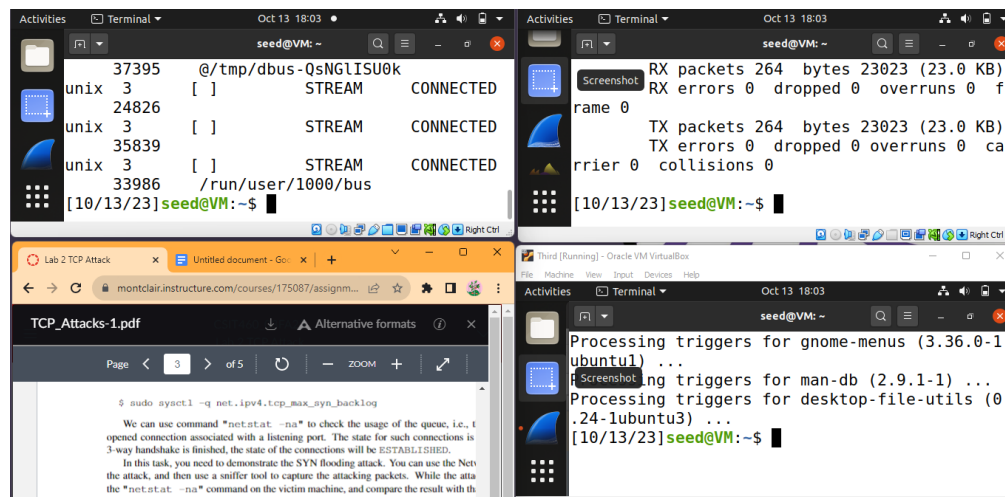 Activities Terminal Oct 13 18:03
seed@VM: ~
37395 @/tmp/dbus-QsNGlISU0k
unix 3 [ ] STREAM CONNECTED
24826
unix 3 [ ] STREAM CONNECTED
35839
unix 3 [ ] STREAM CONNECTED
33986 /run/user/1000/bus
[10/13/23]seed@VM:~$
Right Ctrl
Activities Terminal Oct 13 18:03
seed@VM: ~
Screenshot
RX packets 264 bytes 23023 (23.0 KB)
RX errors 0 dropped 0 overruns 0 f
rame 0
TX packets 264 bytes 23023 (23.0 KB)
TX errors 0 dropped 0 overruns 0 ca
rrier 0 collisions 0
[10/13/23]seed@VM:~$
Right Ctrl
Lab 2 TCP Attack
Untitled document - Goo
montclair.instructure.com/courses/175087/assignm...
TCP_Attacks-1.pdf Alternative formats
Page 3 of 5 ZOOM
$ sudo sysctl -q net.ipv4.tcp_max_syn_backlog
We can use command "netstat -na" to check the usage of the queue, i.e., t
opened connection associated with a listening port. The state for such connections is
3-way handshake is finished, the state of the connections will be ESTABLISHED.
In this task, you need to demonstrate the SYN flooding attack. You can use the Netw
the attack, and then use a sniffer tool to capture the attacking packets. While the atta
the "netstat -na" command on the victim machine, and compare the result with th
Third [Running] - Oracle VM VirtualBox
File Machine View Input Devices Help
Activities Terminal Oct 13 18:03
seed@VM: ~
Screenshot
Processing triggers for gnome-menus (3.36.0-1
ubuntu1) ...
ing triggers for man-db (2.9.1-1) ...
Processing triggers for desktop-file-utils (0
.24-1ubuntu3) ...
[10/13/23]seed@VM:~$